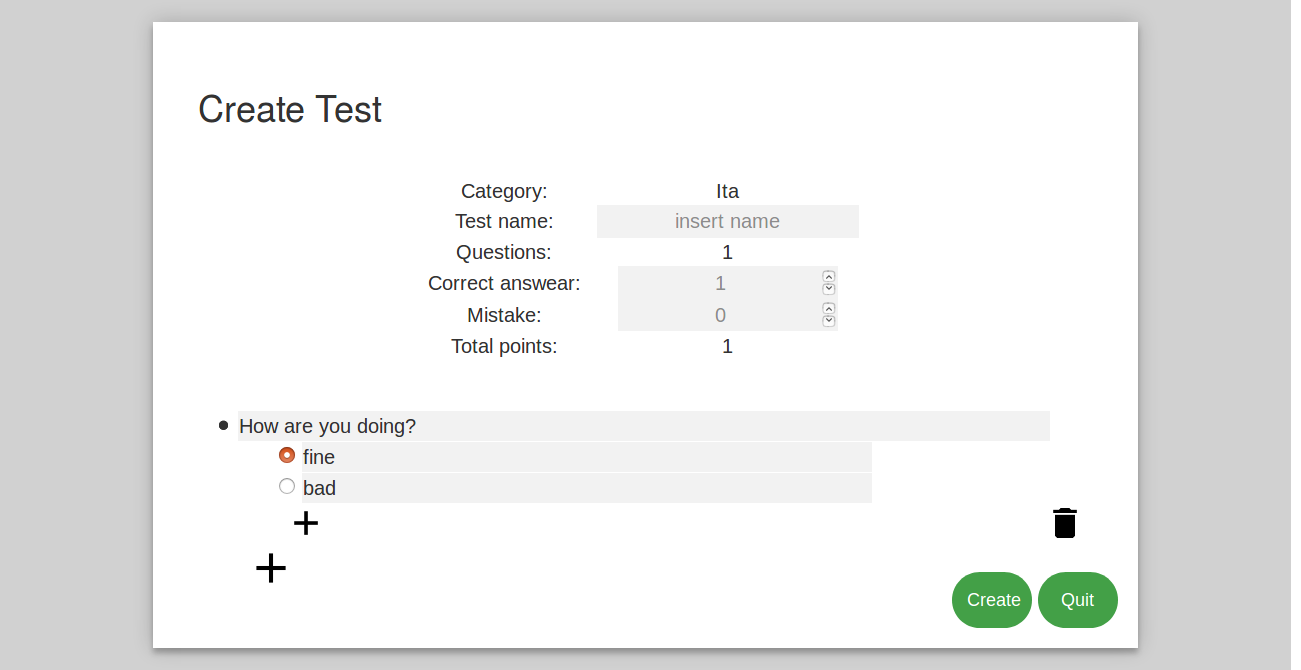 Create Test
Category: Ita
Test name: insert name
Questions: 1
Correct answear: 1
Mistake: 0
Total points: 1
How are you doing?
fine
bad
Create Quit